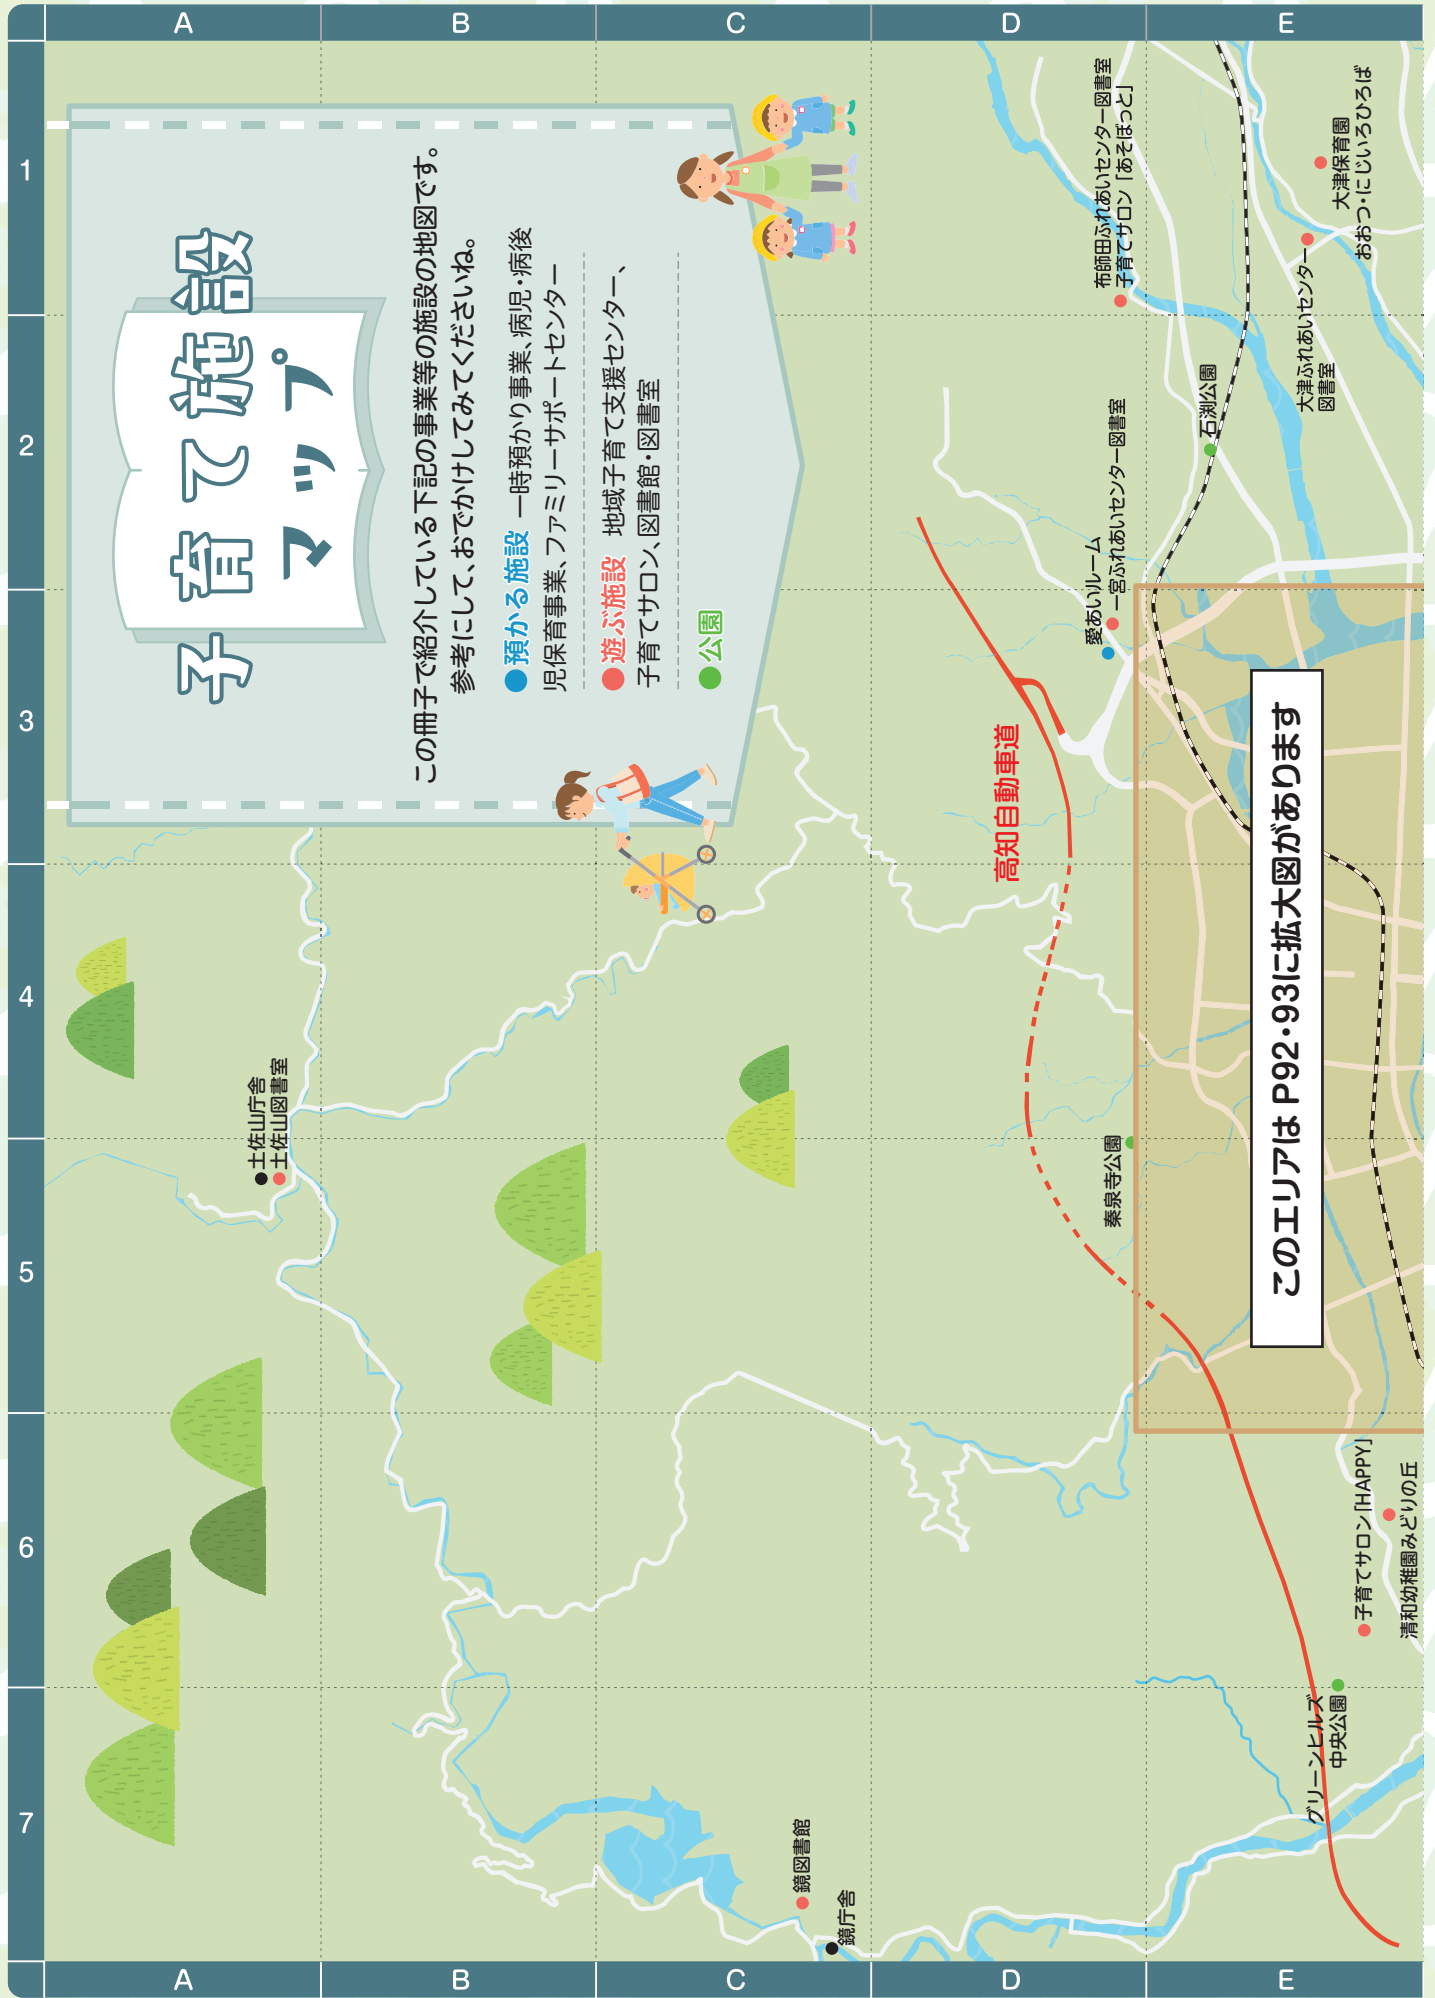 子育て施設
マップ
この冊子で紹介している下記の事業等の施設の地図です。
参考にして、おでかけしてみてくださいね。
●預かる施設 一時預かり事業、病児・病後
児保育事業、ファミリーサポートセンター
●遊ぶ施設 地域子育て支援センター、
子育てサロン、図書館・図書室
●公園
A
B
C
D
E
1
2
3
4
5
6
7
A
B
C
D
E
土佐山庁舎
土佐山図書室
鏡図書館
鏡庁舎
高知自動車道
布師田ふれあいセンター図書室
子育てサロン「あそぼっと」
大津保育園
おおつ・にじいろひろば
大津ふれあいセンター
図書室
石渕公園
愛あいルーム
一宮ふれあいセンター図書室
秦泉寺公園
このエリアは P92・93に拡大図があります
子育てサロン「HAPPY」
清和幼稚園みどりの丘
グリーンヒルズ
中央公園